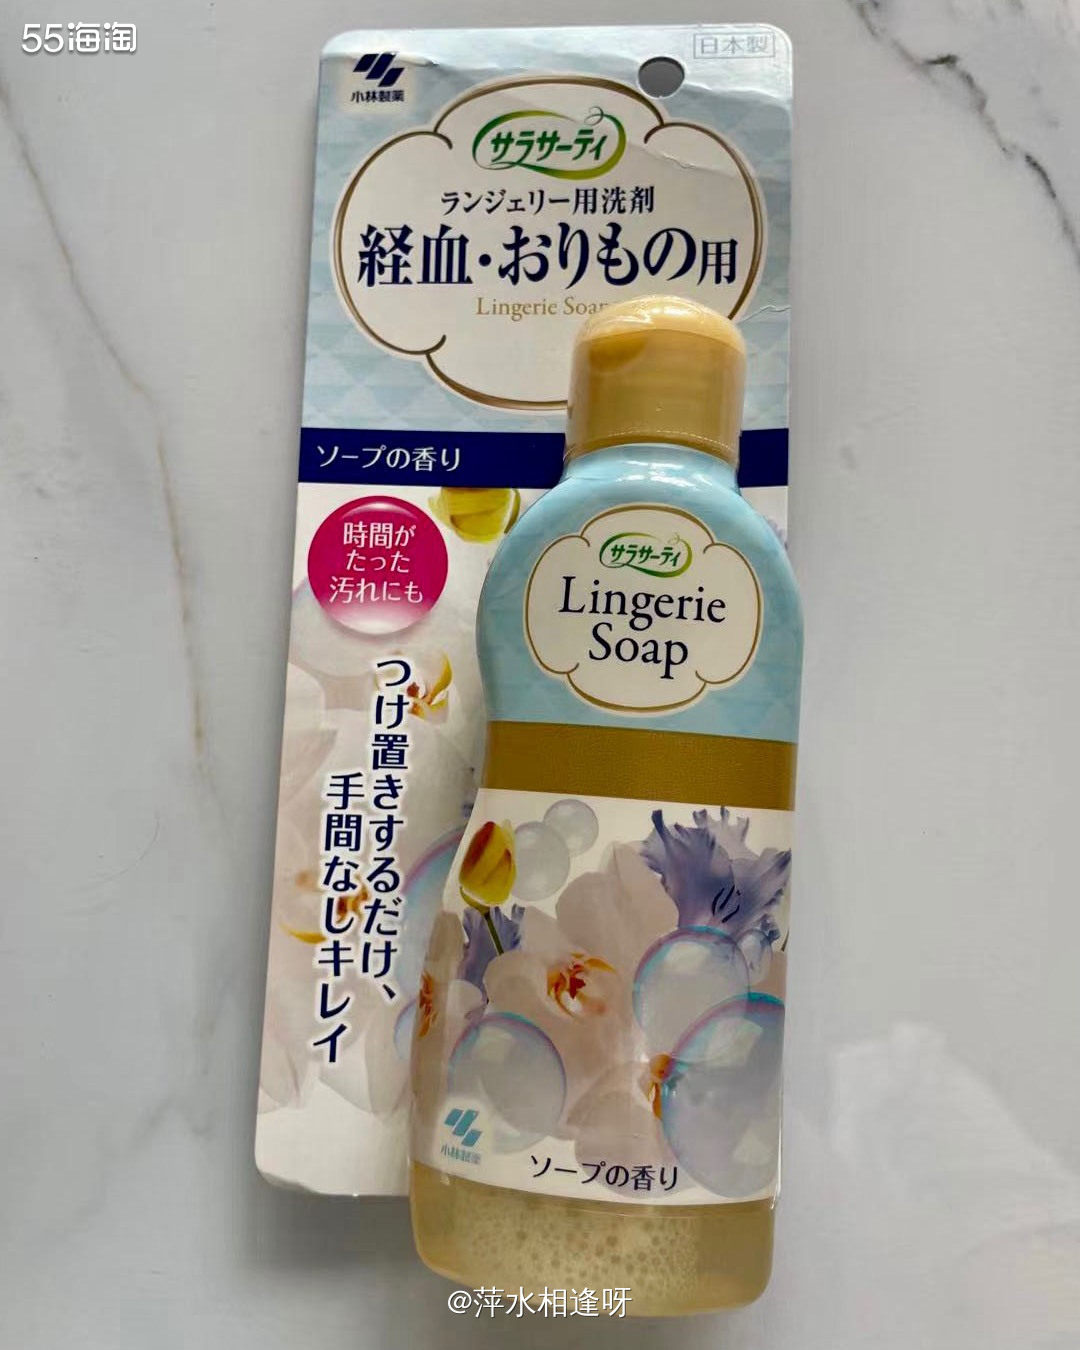 55海淘
日本製
小林製薬
サラサーティ
ランジェリー用洗剤
経血・おりもの用
Lingerie Soap
ソープの香り
時間が
たった
汚れにも
つけ置きするだけ、
手間なしキレイ
サラサーティ
Lingerie
Soap
小林製薬
ソープの香り
@萍水相逢呀